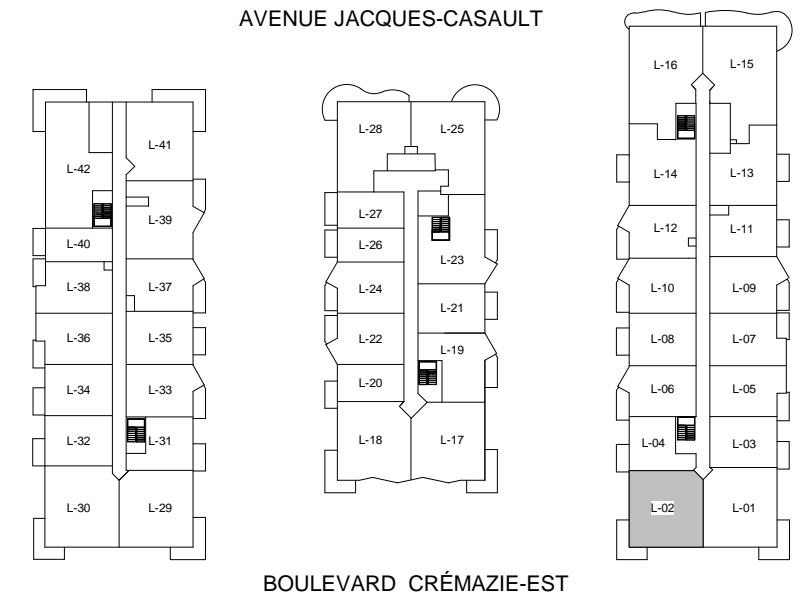 AVENUE JACQUES-CASAULT
L-42
L-41
L-40
L-39
L-38
L-37
L-36
L-35
L-34
L-33
L-32
L-31
L-30
L-29
L-28
L-25
L-27
L-26
L-23
L-24
L-21
L-22
L-19
L-20
L-18
L-17
L-16
L-15
L-14
L-13
L-12
L-11
L-10
L-09
L-08
L-07
L-06
L-05
L-04
L-03
L-02
L-01
BOULEVARD CRÉMAZIE-EST